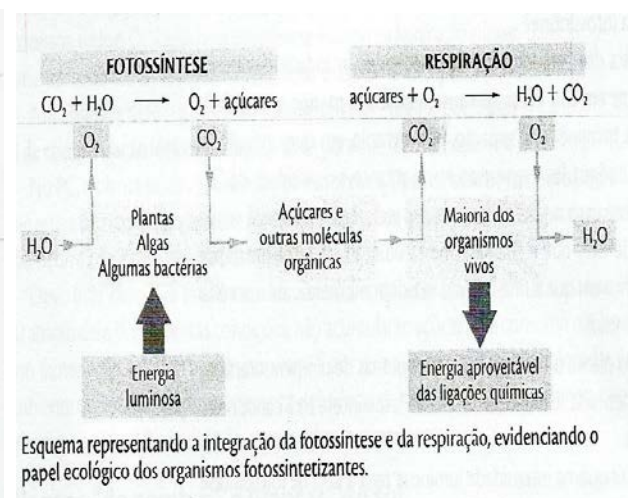 FOTOSSÍNTESE
CO₂ + H₂O → O₂ + açúcares
RESPIRAÇÃO
açúcares + O₂ → H₂O + CO₂
O₂
CO₂
CO₂
O₂
H₂O
Plantas
Algas
Algumas bactérias
Açúcares e
outras moléculas
orgânicas
Maioria dos
organismos
vivos
H₂O
Energia
luminosa
Energia aproveitável
das ligações químicas
Esquema representando a integração da fotossíntese e da respiração, evidenciando o
papel ecológico dos organismos fotossintetizantes.